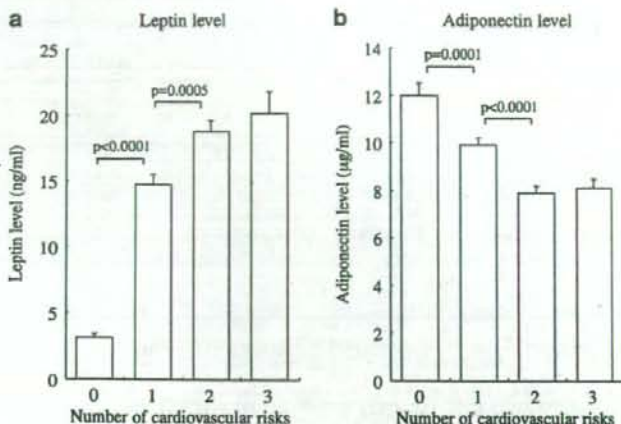 a Leptin level
25
20
15
10
5
0
Leptin level (ng/ml)
p<0.0001
p=0.0005
0 1 2 3
Number of cardiovascular risks
b Adiponectin level
14
12
10
8
6
4
2
0
Adiponectin level (µg/ml)
p=0.0001
p<0.0001
0 1 2 3
Number of cardiovascular risks